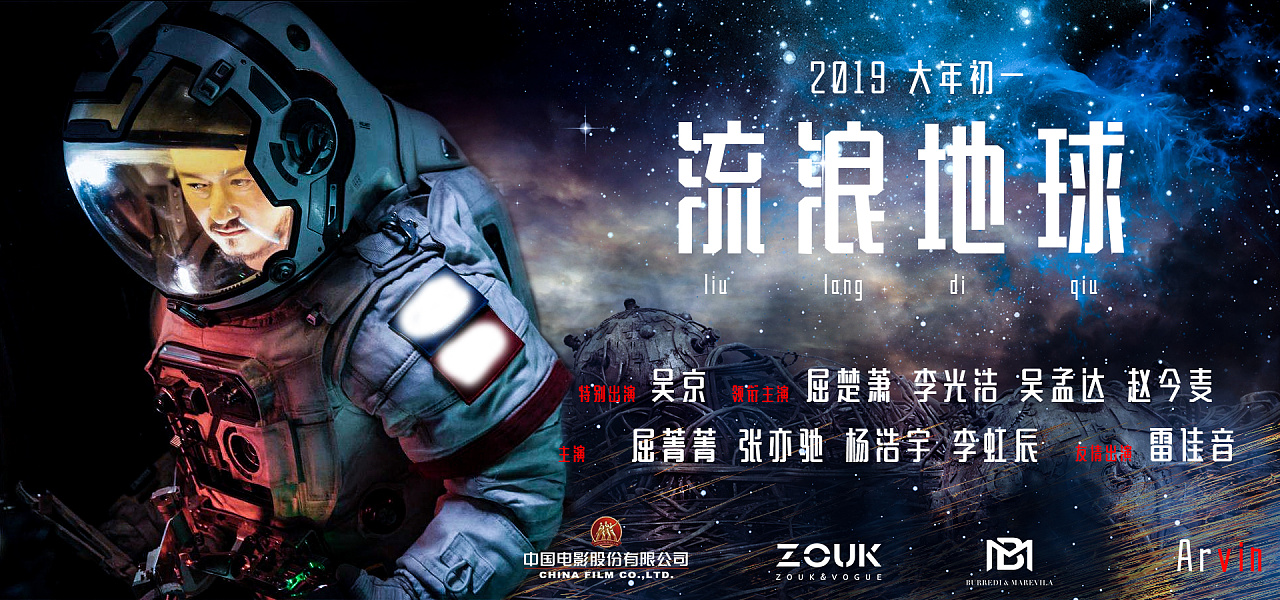 2019 大年初一
流浪地球
liu lang di qiu
特别出演 吴京 领衔主演 屈楚萧 李光浩 吴孟达 赵今麦
主演 屈菁菁 张亦驰 杨浩宇 李虹辰 友情出演 雷佳音
中国电影股份有限公司
CHINA FILM CO.,LTD.
ZOUK
ZOUK&VOGUE
BURREDI & MAREVILA
Arvin